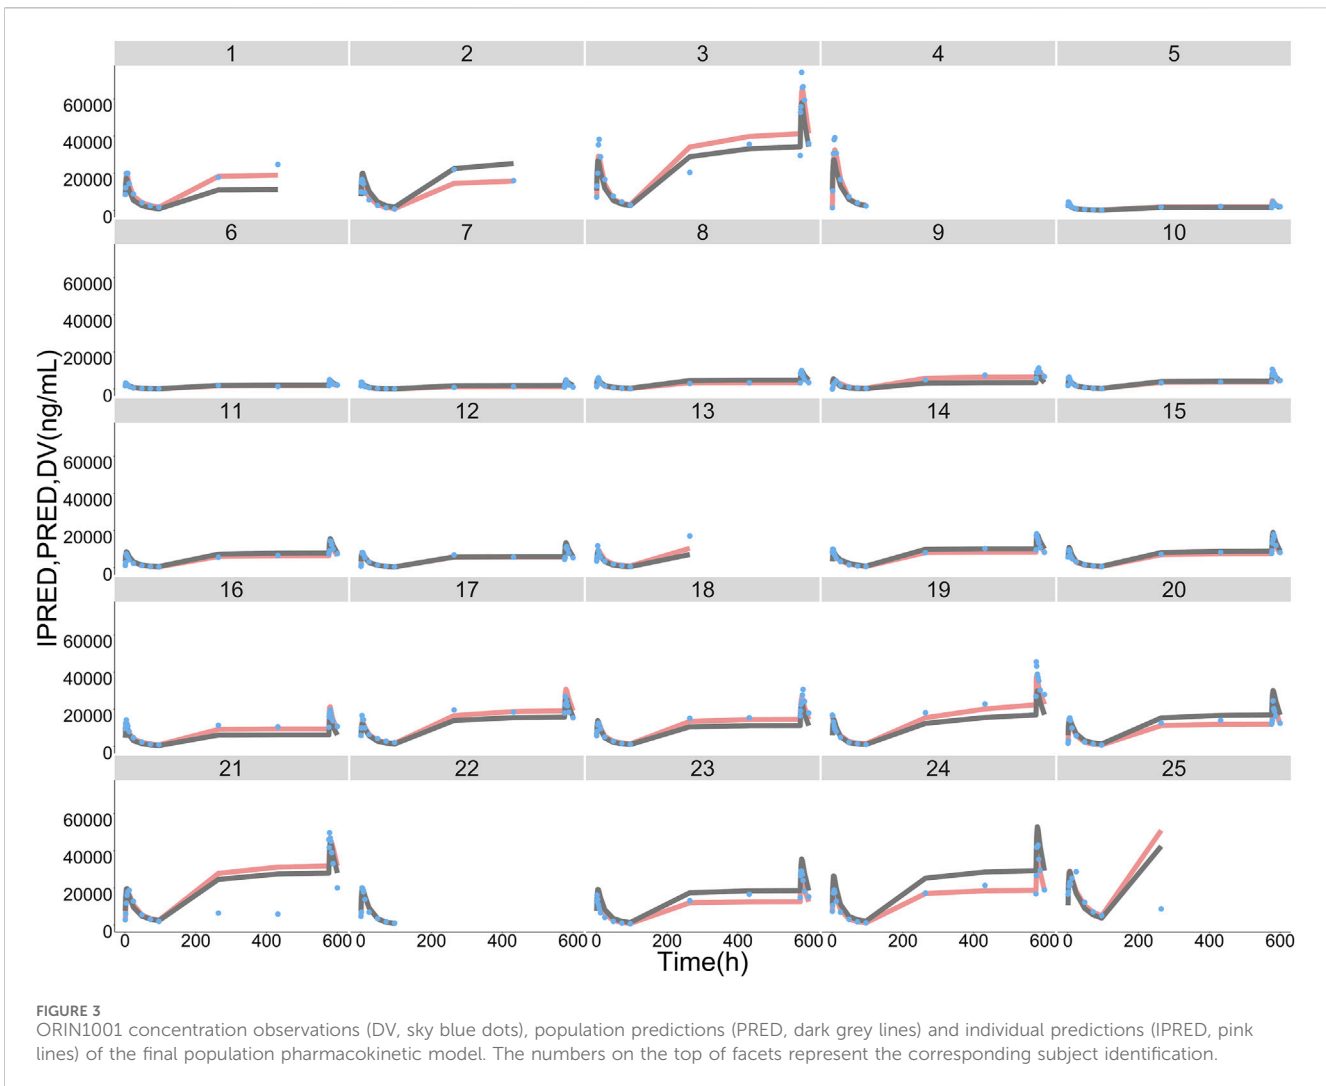 1 2 3 4 5
60000
40000
20000
0
6 7 8 9 10
60000
40000
20000
0
11 12 13 14 15
60000
40000
20000
0
16 17 18 19 20
60000
40000
20000
0
21 22 23 24 25
60000
40000
20000
0
IPRED,PRED,DV(ng/mL)
0 200 400 600 0 200 400 600 0 200 400 600 0 200 400 600 0 200 400 600
Time(h)
FIGURE 3
ORIN1001 concentration observations (DV, sky blue dots), population predictions (PRED, dark grey lines) and individual predictions (IPRED, pink
lines) of the final population pharmacokinetic model. The numbers on the top of facets represent the corresponding subject identification.